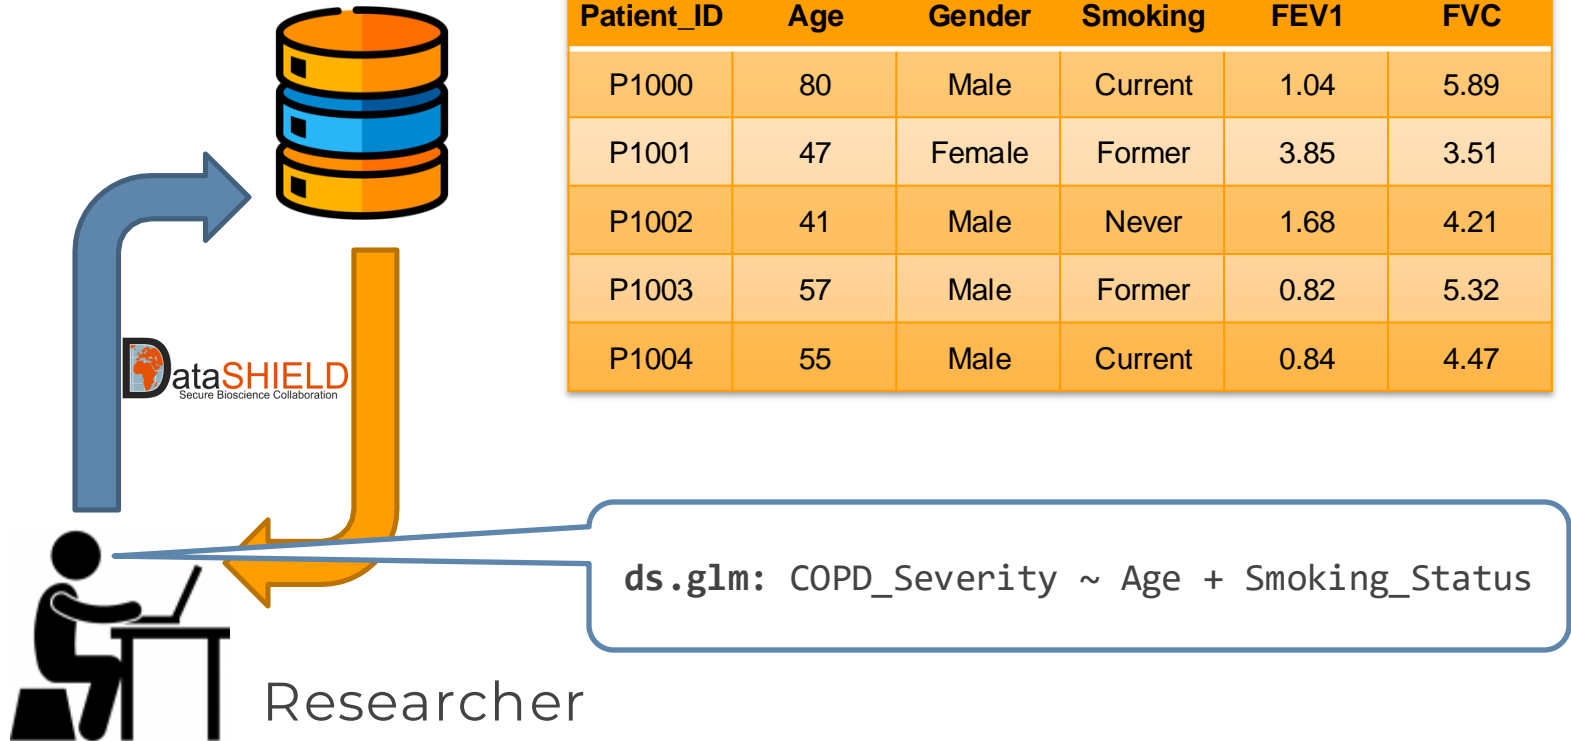 Patient_ID Age Gender Smoking FEV1 FVC
P1000 80 Male Current 1.04 5.89
P1001 47 Female Former 3.85 3.51
P1002 41 Male Never 1.68 4.21
P1003 57 Male Former 0.82 5.32
P1004 55 Male Current 0.84 4.47
DataSHIELD
Secure Bioscience Collaboration
ds.glm: COPD_Severity ~ Age + Smoking_Status
Researcher